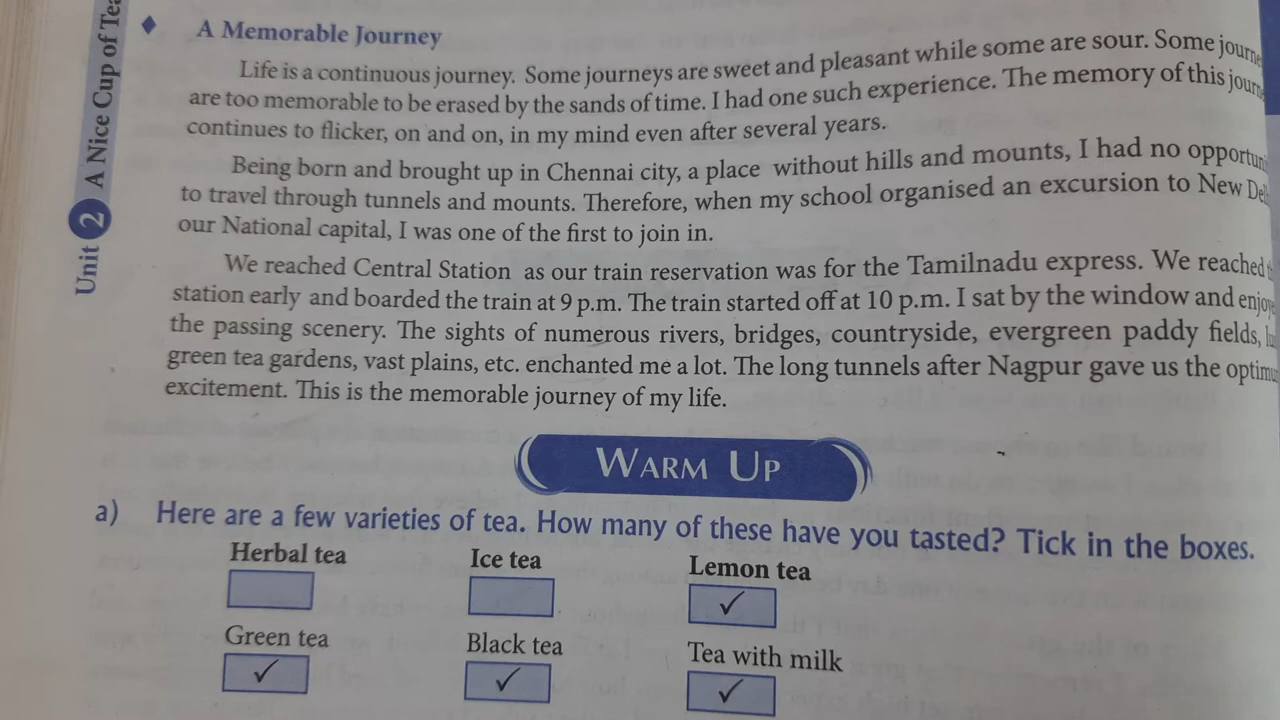 Unit 2 A Nice Cup of
A Memorable Journey
Life is a continuous journey. Some journeys are sweet and pleasant while some are sour. Some
are too memorable to be erased by the sands of time. I had one such experience. The memory of this
continues to flicker, on and on, in my mind even after several years.
Being born and brought up in Chennai city, a place without hills and mounts, I had no
to travel through tunnels and mounts. Therefore, when my school organised an excursion to New
our National capital, I was one of the first to join in.
We reached Central Station as our train reservation was for the Tamilnadu express. We reached
station early and boarded the train at 9 p.m. The train started off at 10 p.m. I sat by the window and
the passing scenery. The sights of numerous rivers, bridges, countryside, evergreen paddy fields,
green tea gardens, vast plains, etc. enchanted me a lot. The long tunnels after Nagpur gave us the
excitement. This is the memorable journey of my life.
WARM UP
a) Here are a few varieties of tea. How many of these have you tasted? Tick in the boxes.
Herbal tea Ice tea Lemon tea
✓
Green tea Black tea Tea with milk
✓ ✓ ✓